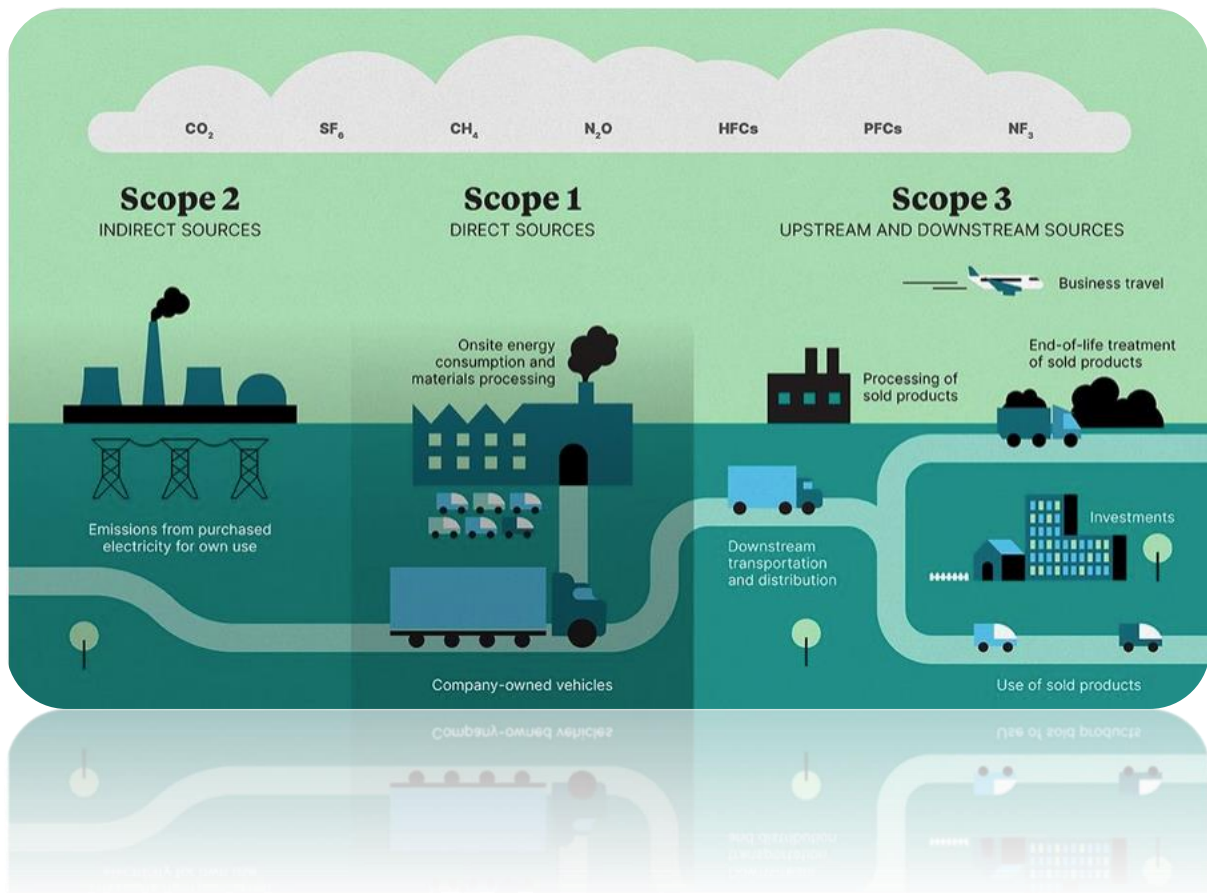 CO₂ SF₆ CH₄ N₂O HFCs PFCs NF₃
Scope 2
INDIRECT SOURCES
Emissions from purchased
electricity for own use
Scope 1
DIRECT SOURCES
Onsite energy
consumption and
materials processing
Company-owned vehicles
Scope 3
UPSTREAM AND DOWNSTREAM SOURCES
Business travel
End-of-life treatment
of sold products
Processing of
sold products
Downstream
transportation
and distribution
Investments
Use of sold products